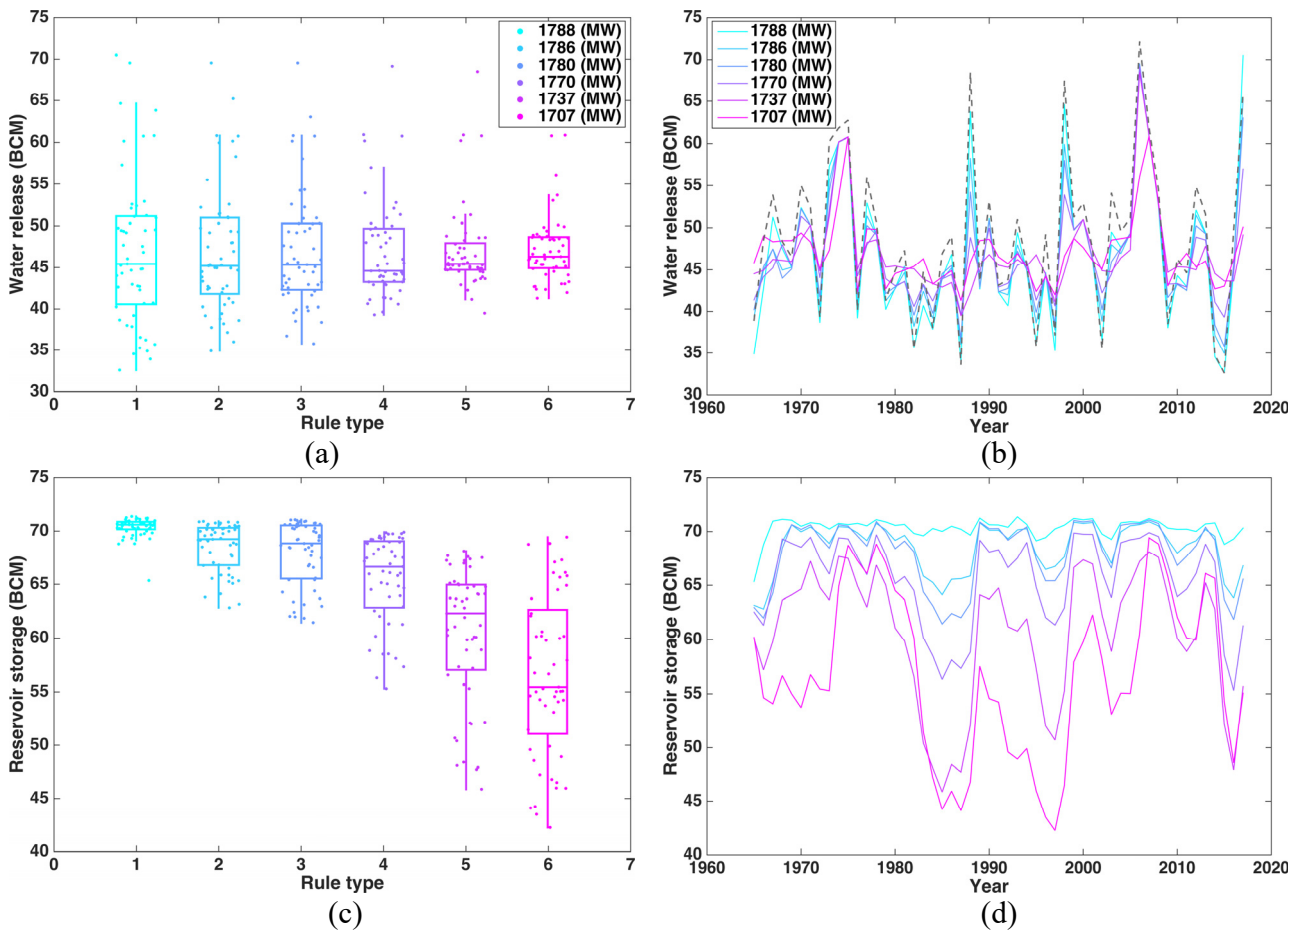 75
70
65
60
55
50
45
40
35
30
Water release (BCM)
0 1 2 3 4 5 6 7
Rule type
1788 (MW)
1786 (MW)
1780 (MW)
1770 (MW)
1737 (MW)
1707 (MW)
(a)
75
70
65
60
55
50
45
40
35
30
Water release (BCM)
1960 1970 1980 1990 2000 2010 2020
Year
1788 (MW)
1786 (MW)
1780 (MW)
1770 (MW)
1737 (MW)
1707 (MW)
(b)
75
70
65
60
55
50
45
40
Reservoir storage (BCM)
0 1 2 3 4 5 6 7
Rule type
(c)
75
70
65
60
55
50
45
40
Reservoir storage (BCM)
1960 1970 1980 1990 2000 2010 2020
Year
(d)